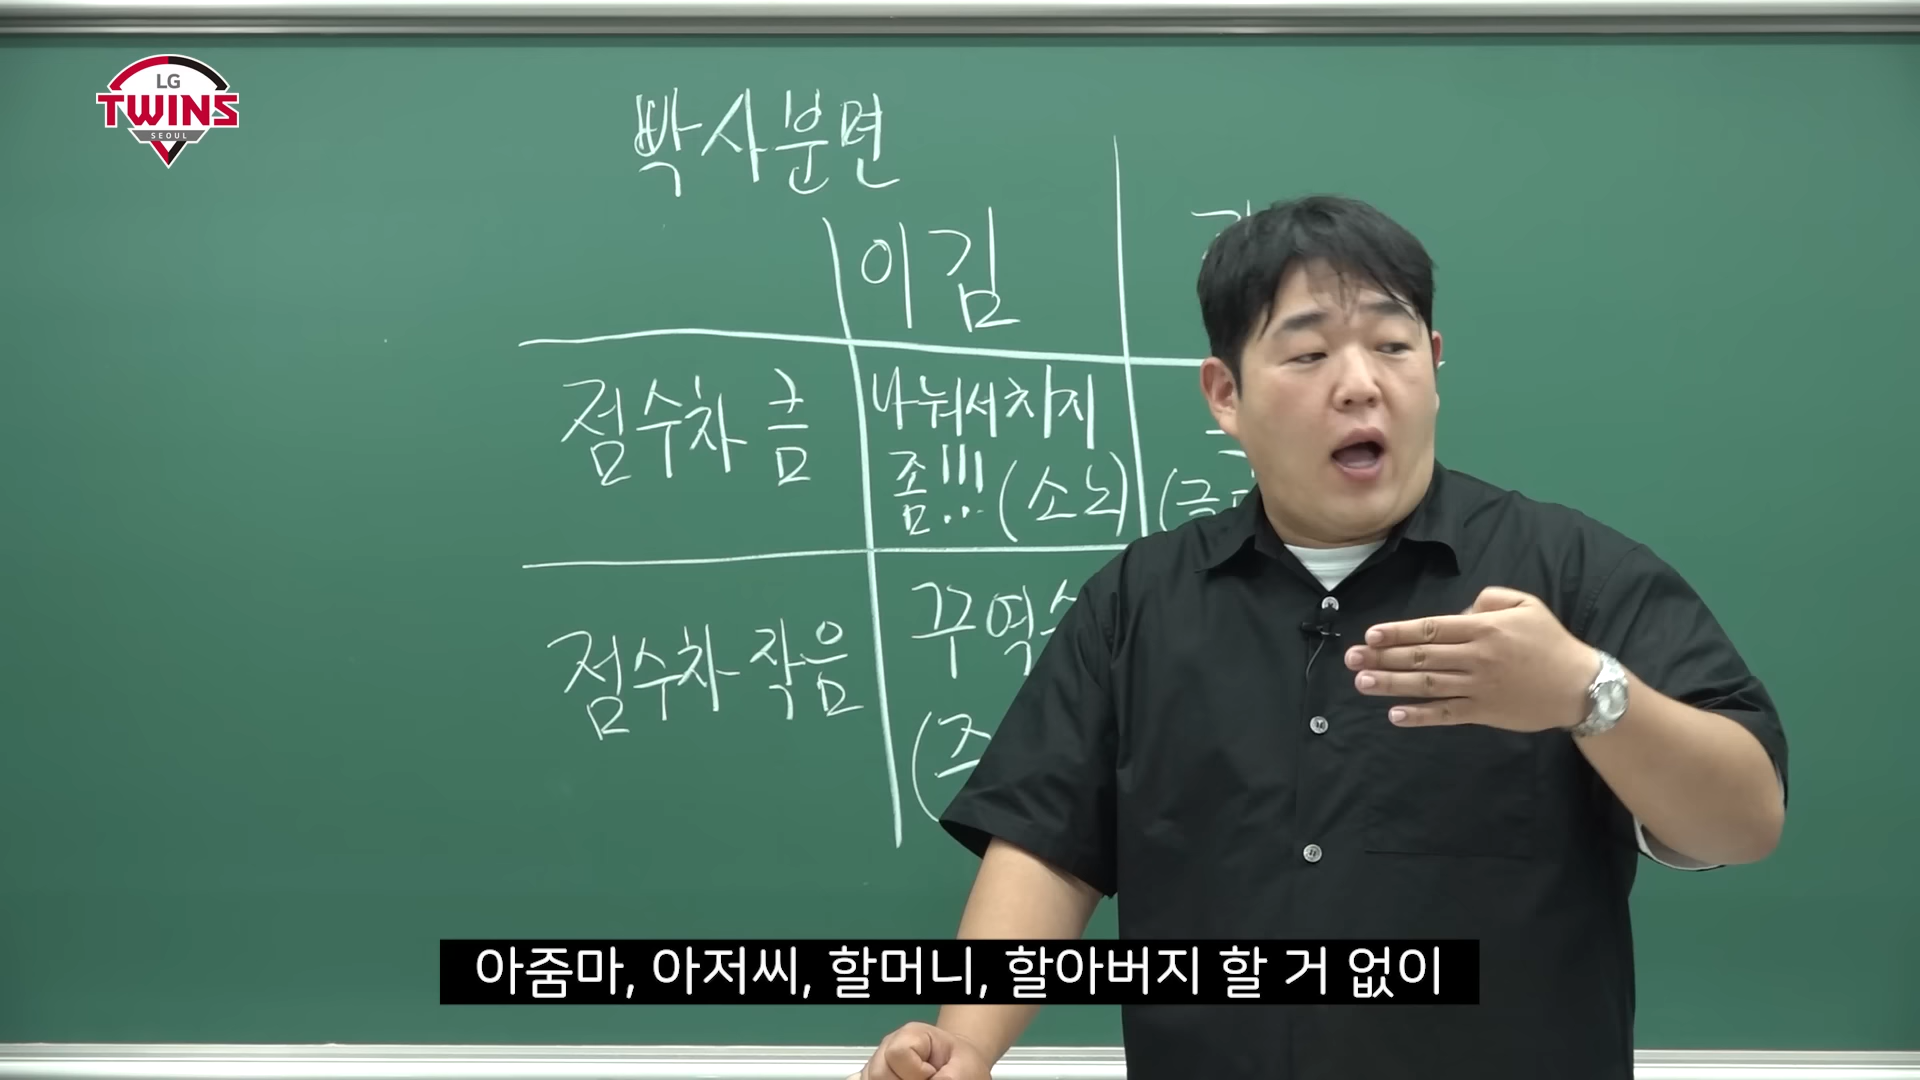 LG
TWINS
SEOUL
빡사분면
이김
점수차 큼
나눠서치지
좀!!! (소노)
점수차 작음
꾸역
아줌마, 아저씨, 할머니, 할아버지 할 거 없이